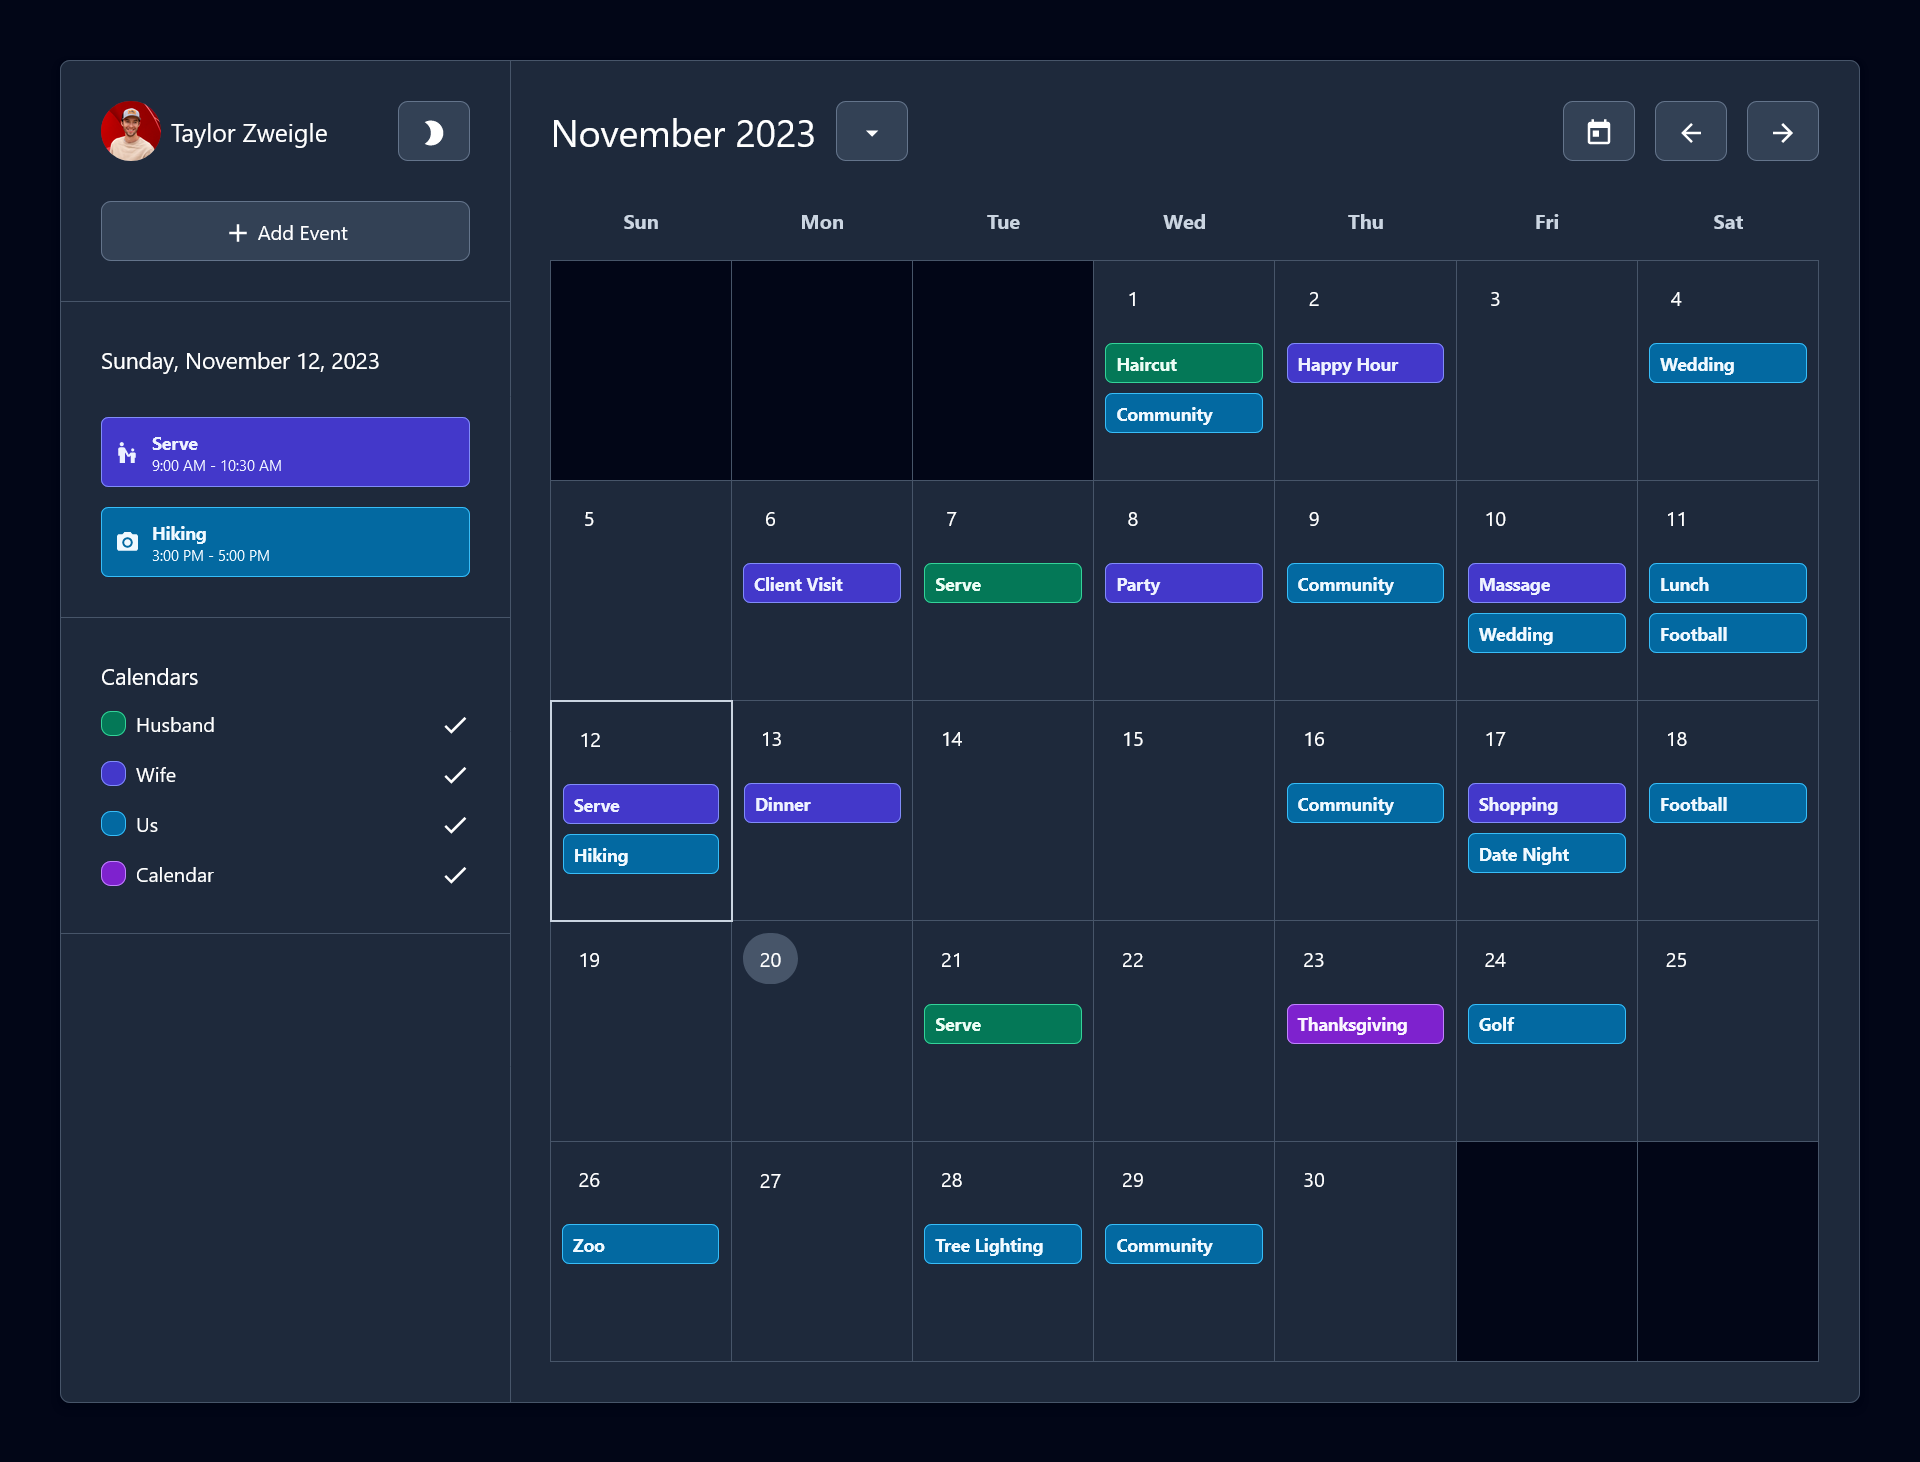 Taylor Zweigle
Add Event
Sunday, November 12, 2023
Serve
9:00 AM - 10:30 AM
Hiking
3:00 PM - 5:00 PM
Calendars
Husband
Wife
Us
Calendar
November 2023
Sun Mon Tue Wed Thu Fri Sat
1 2 3 4
Haircut Happy Hour Wedding
Community
5 6 7 8 9 10 11
Client Visit Serve Party Community Massage Lunch
Wedding Football
12 13 14 15 16 17 18
Serve Dinner Community Shopping Football
Hiking Date Night
19 20 21 22 23 24 25
Serve Thanksgiving Golf
26 27 28 29 30
Zoo Tree Lighting Community